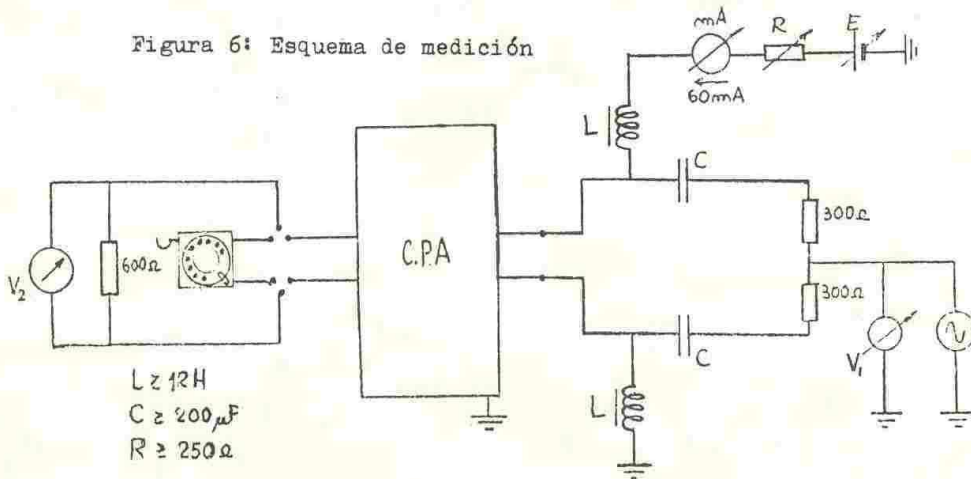 Figura 6: Esquema de medición
mA
R
E
60mA
L
C
300Ω
600Ω
C.P.A
V₂
300Ω
V₁
C
L
L ≥ 12H
C ≥ 200μF
R ≥ 250Ω